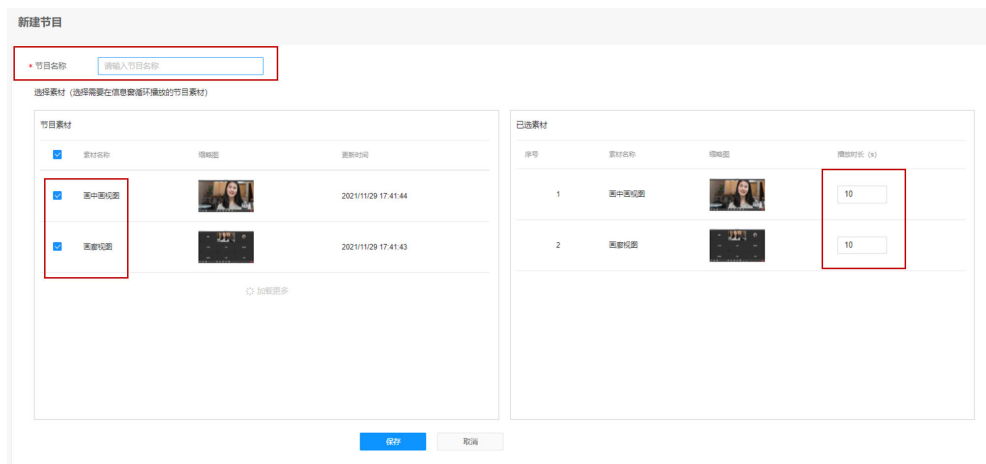 新建节目
* 节目名称 请输入节目名称
选择素材 (选择需要在信息窗循环播放的节目素材)
节目素材
素材名称 缩略图 更新时间
画中画视图 2021/11/29 17:41:44
画廊视图 2021/11/29 17:41:43
加载更多
已选素材
序号 素材名称 缩略图 播放时长 (s)
1 画中画视图 10
2 画廊视图 10
保存 取消